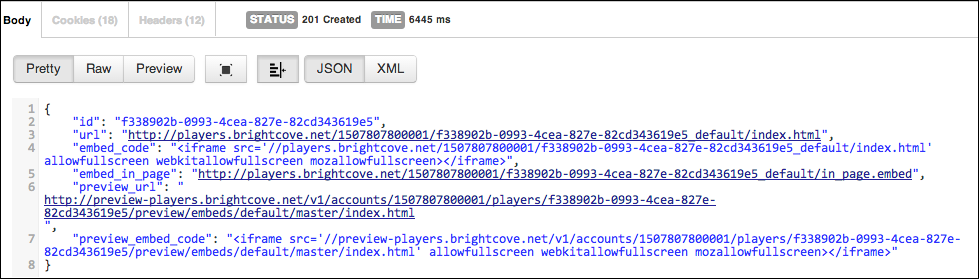 Body Cookies (18) Headers (12) STATUS 201 Created TIME 6445 ms
Pretty Raw Preview JSON XML
1 {
2 "id": "f338902b-0993-4cea-827e-82cd343619e5",
3 "url": "http://players.brightcove.net/1507807800001/f338902b-0993-4cea-827e-82cd343619e5_default/index.html",
4 "embed_code": "<iframe src='//players.brightcove.net/1507807800001/f338902b-0993-4cea-827e-82cd343619e5_default/index.html'
allowfullscreen webkitallowfullscreen mozallowfullscreen></iframe>",
5 "embed_in_page": "http://players.brightcove.net/1507807800001/f338902b-0993-4cea-827e-82cd343619e5_default/in_page.embed",
6 "preview_url": "
http://preview-players.brightcove.net/v1/accounts/1507807800001/players/f338902b-0993-4cea-827e-
82cd343619e5/preview/embeds/default/master/index.html
",
7 "preview_embed_code": "<iframe src='//preview-players.brightcove.net/v1/accounts/1507807800001/players/f338902b-0993-4cea-827e-
82cd343619e5/preview/embeds/default/master/index.html' allowfullscreen webkitallowfullscreen mozallowfullscreen></iframe>"
8 }